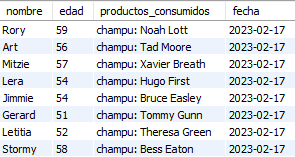 nombre edad productos_consumidos fecha
Rory 59 champu: Noah Lott 2023-02-17
Art 56 champu: Tad Moore 2023-02-17
Mitzie 57 champu: Xavier Breath 2023-02-17
Lera 54 champu: Hugo First 2023-02-17
Jimmie 54 champu: Bruce Easley 2023-02-17
Gerard 51 champu: Tommy Gunn 2023-02-17
Letitia 52 champu: Theresa Green 2023-02-17
Stormy 58 champu: Bess Eaton 2023-02-17